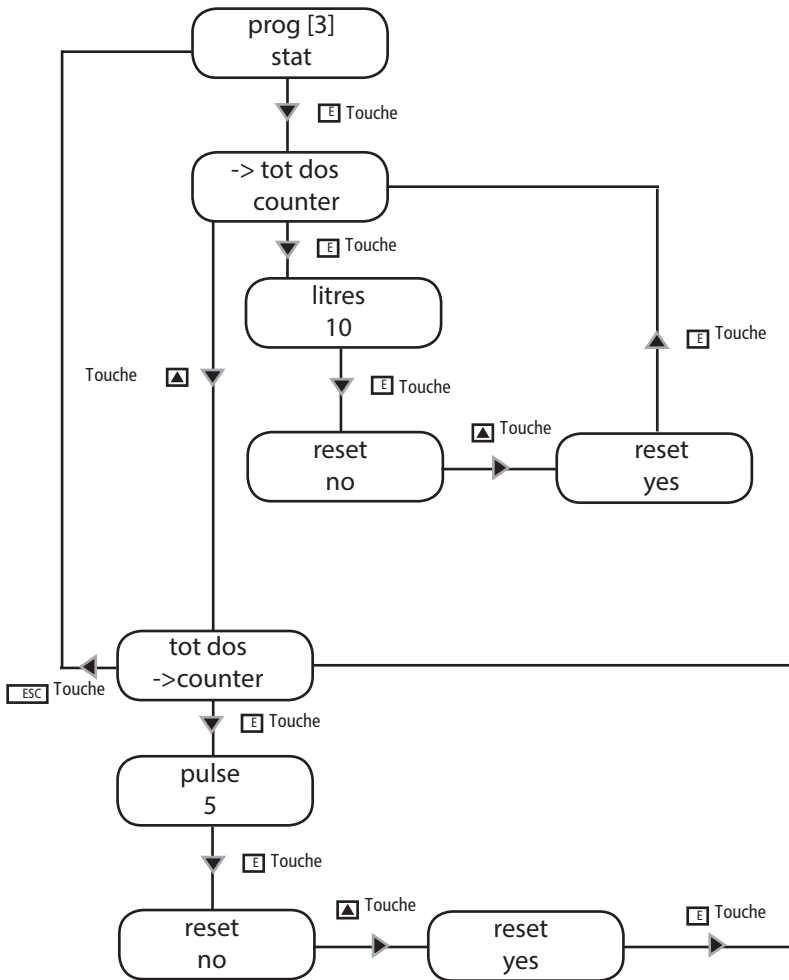 prog [3]
stat
E Touche
-> tot dos
counter
E Touche
litres
10
E Touche
Touche
E Touche
reset
no
Touche
reset
yes
tot dos
->counter
ESC Touche
E Touche
pulse
5
E Touche
reset
no
Touche
reset
yes
E Touche